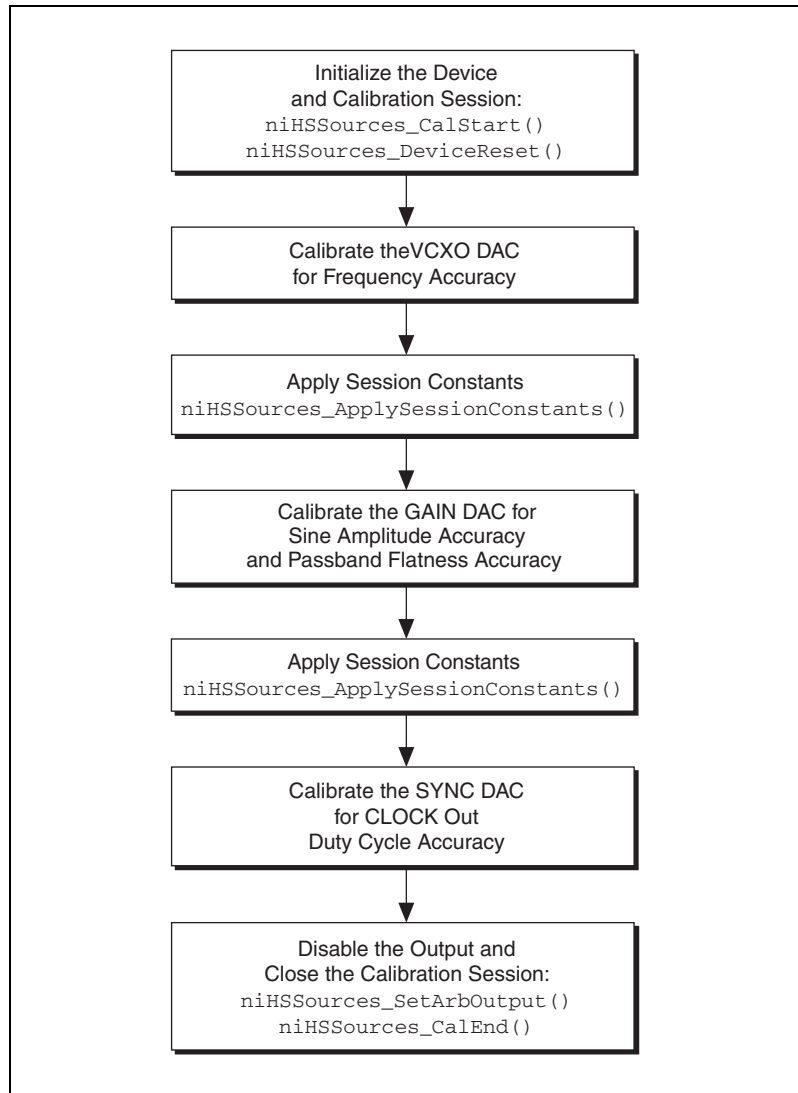 Initialize the Device
and Calibration Session:
niHSSources_CalStart()
niHSSources_DeviceReset()
Calibrate theVCXO DAC
for Frequency Accuracy
Apply Session Constants
niHSSources_ApplySessionConstants()
Calibrate the GAIN DAC for
Sine Amplitude Accuracy
and Passband Flatness Accuracy
Apply Session Constants
niHSSources_ApplySessionConstants()
Calibrate the SYNC DAC
for CLOCK Out
Duty Cycle Accuracy
Disable the Output and
Close the Calibration Session:
niHSSources_SetArbOutput()
niHSSources_CalEnd()